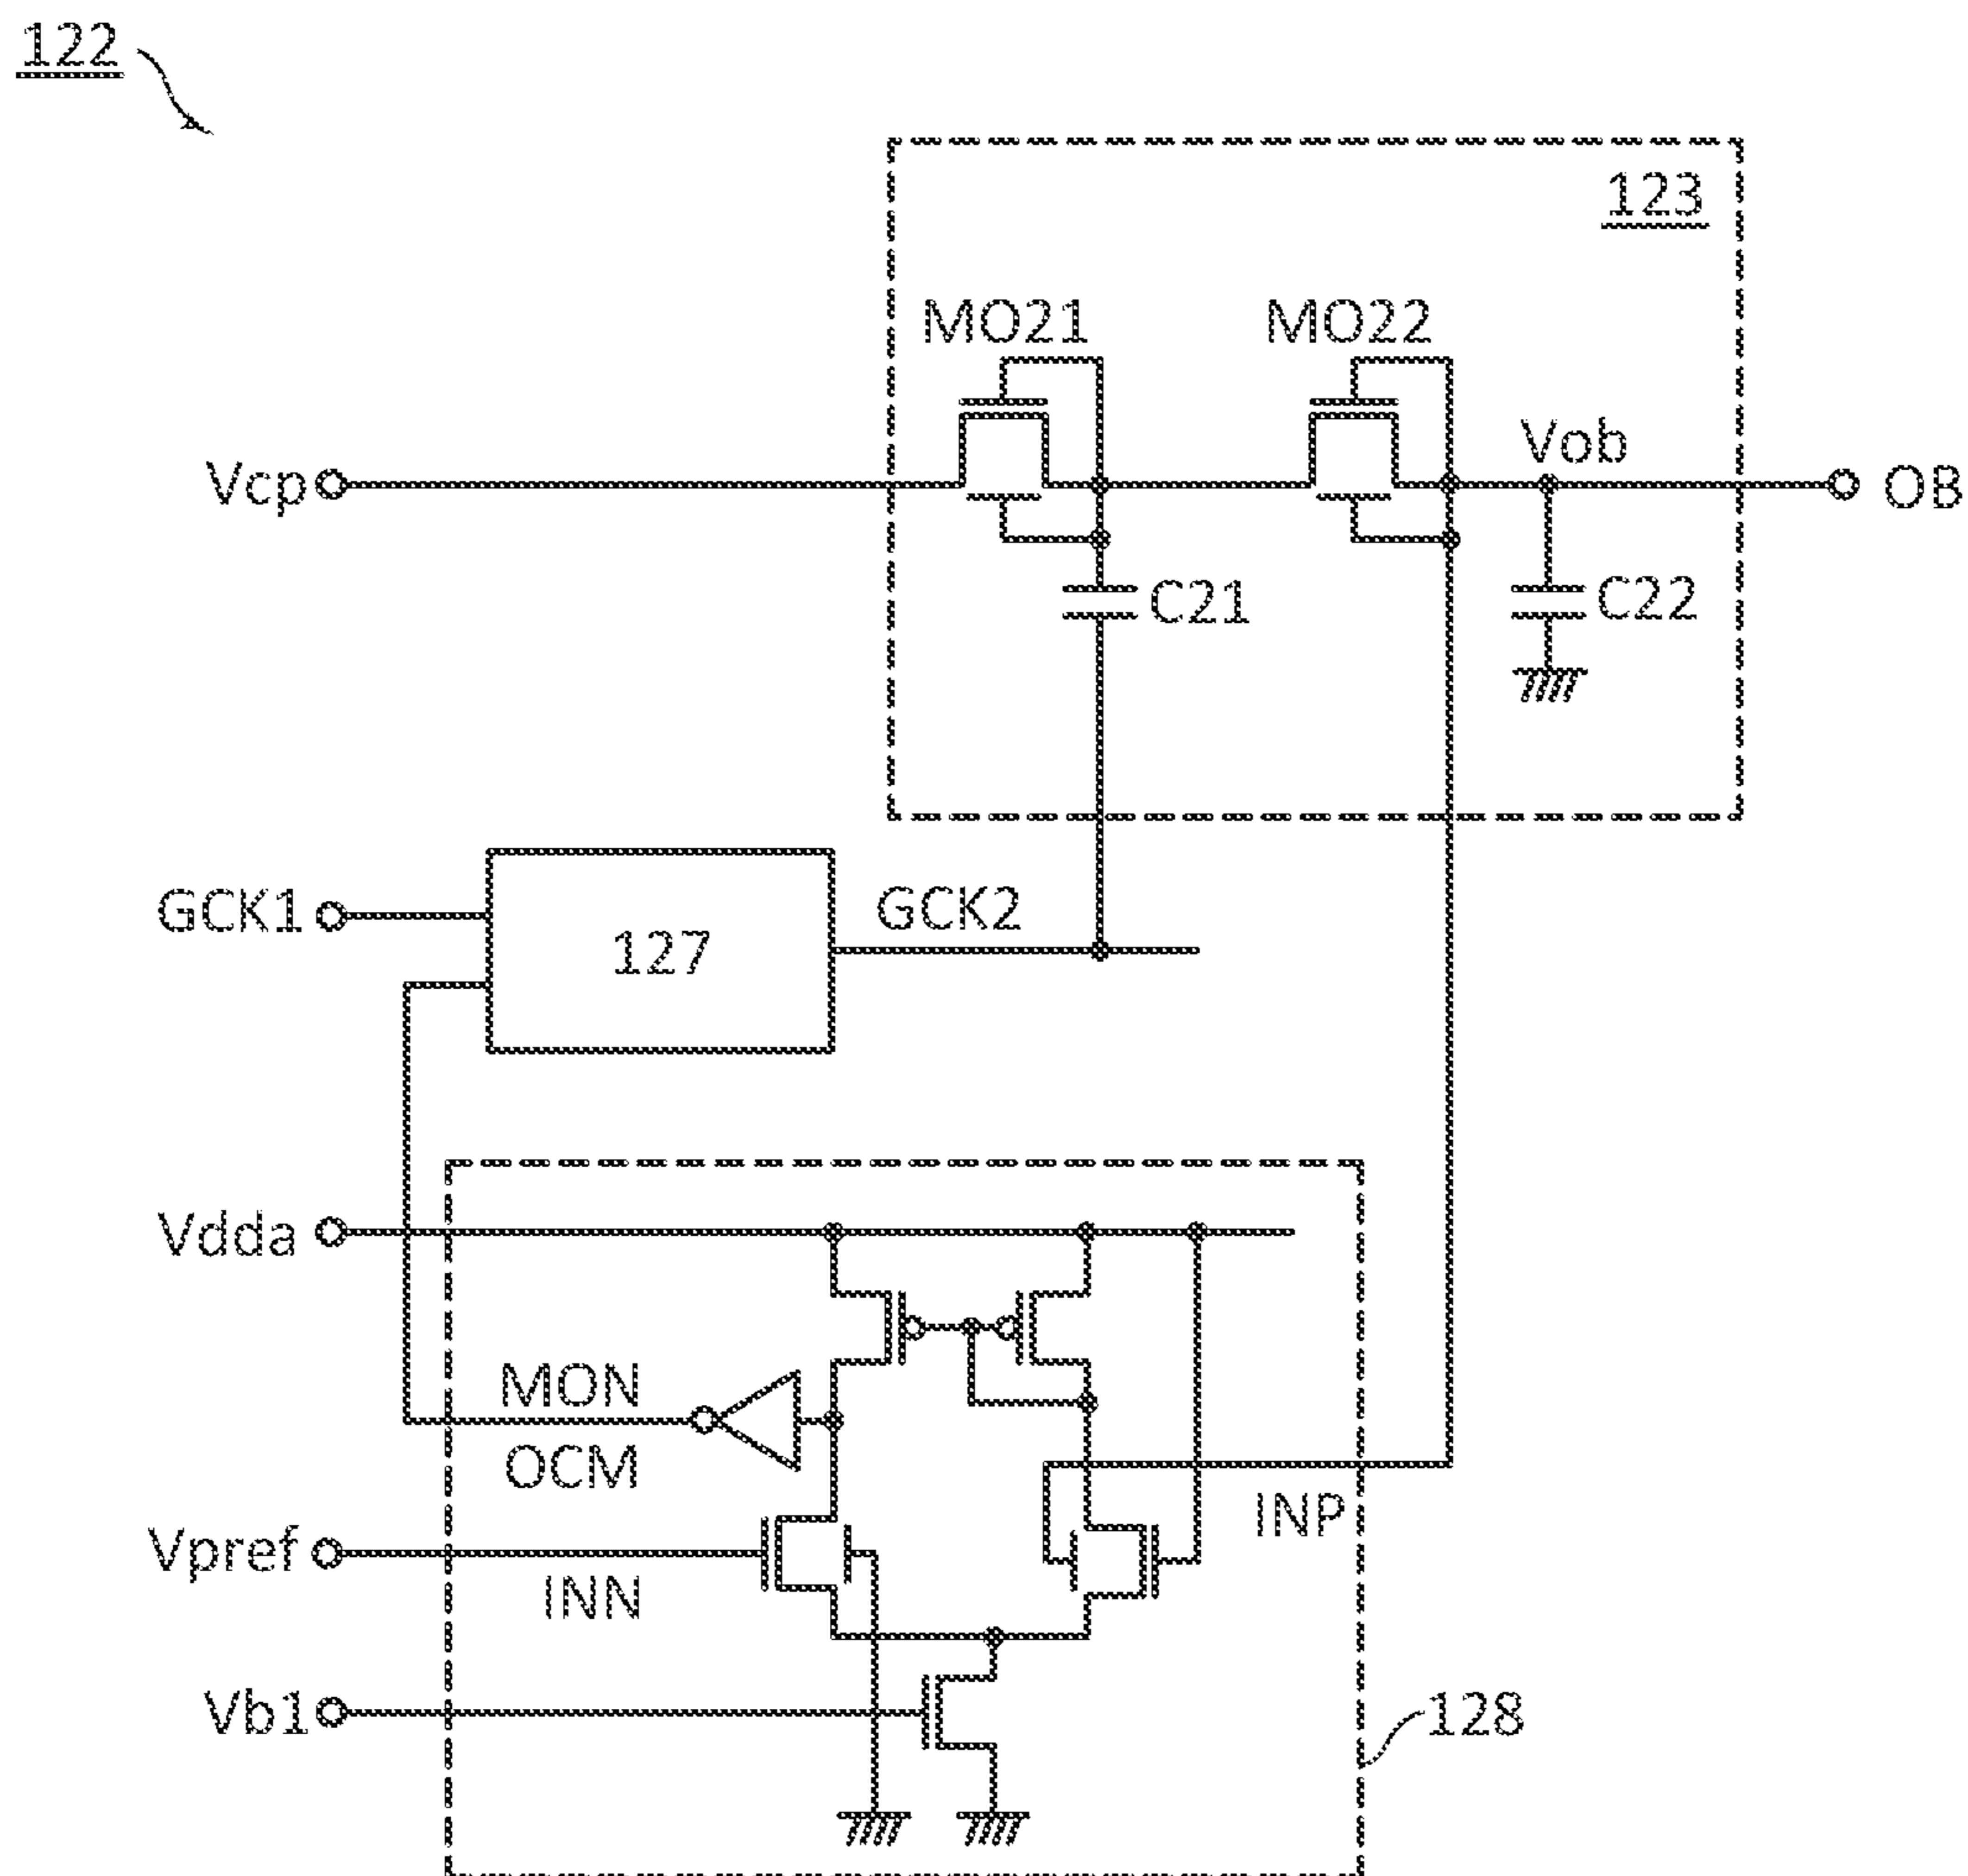 122
123
MO21 MO22
Vob
Vcp OB
C21 C22
GCK1 GCK2
127
Vdda
MON
OCM
INP
Vpref
INN
Vb1 128